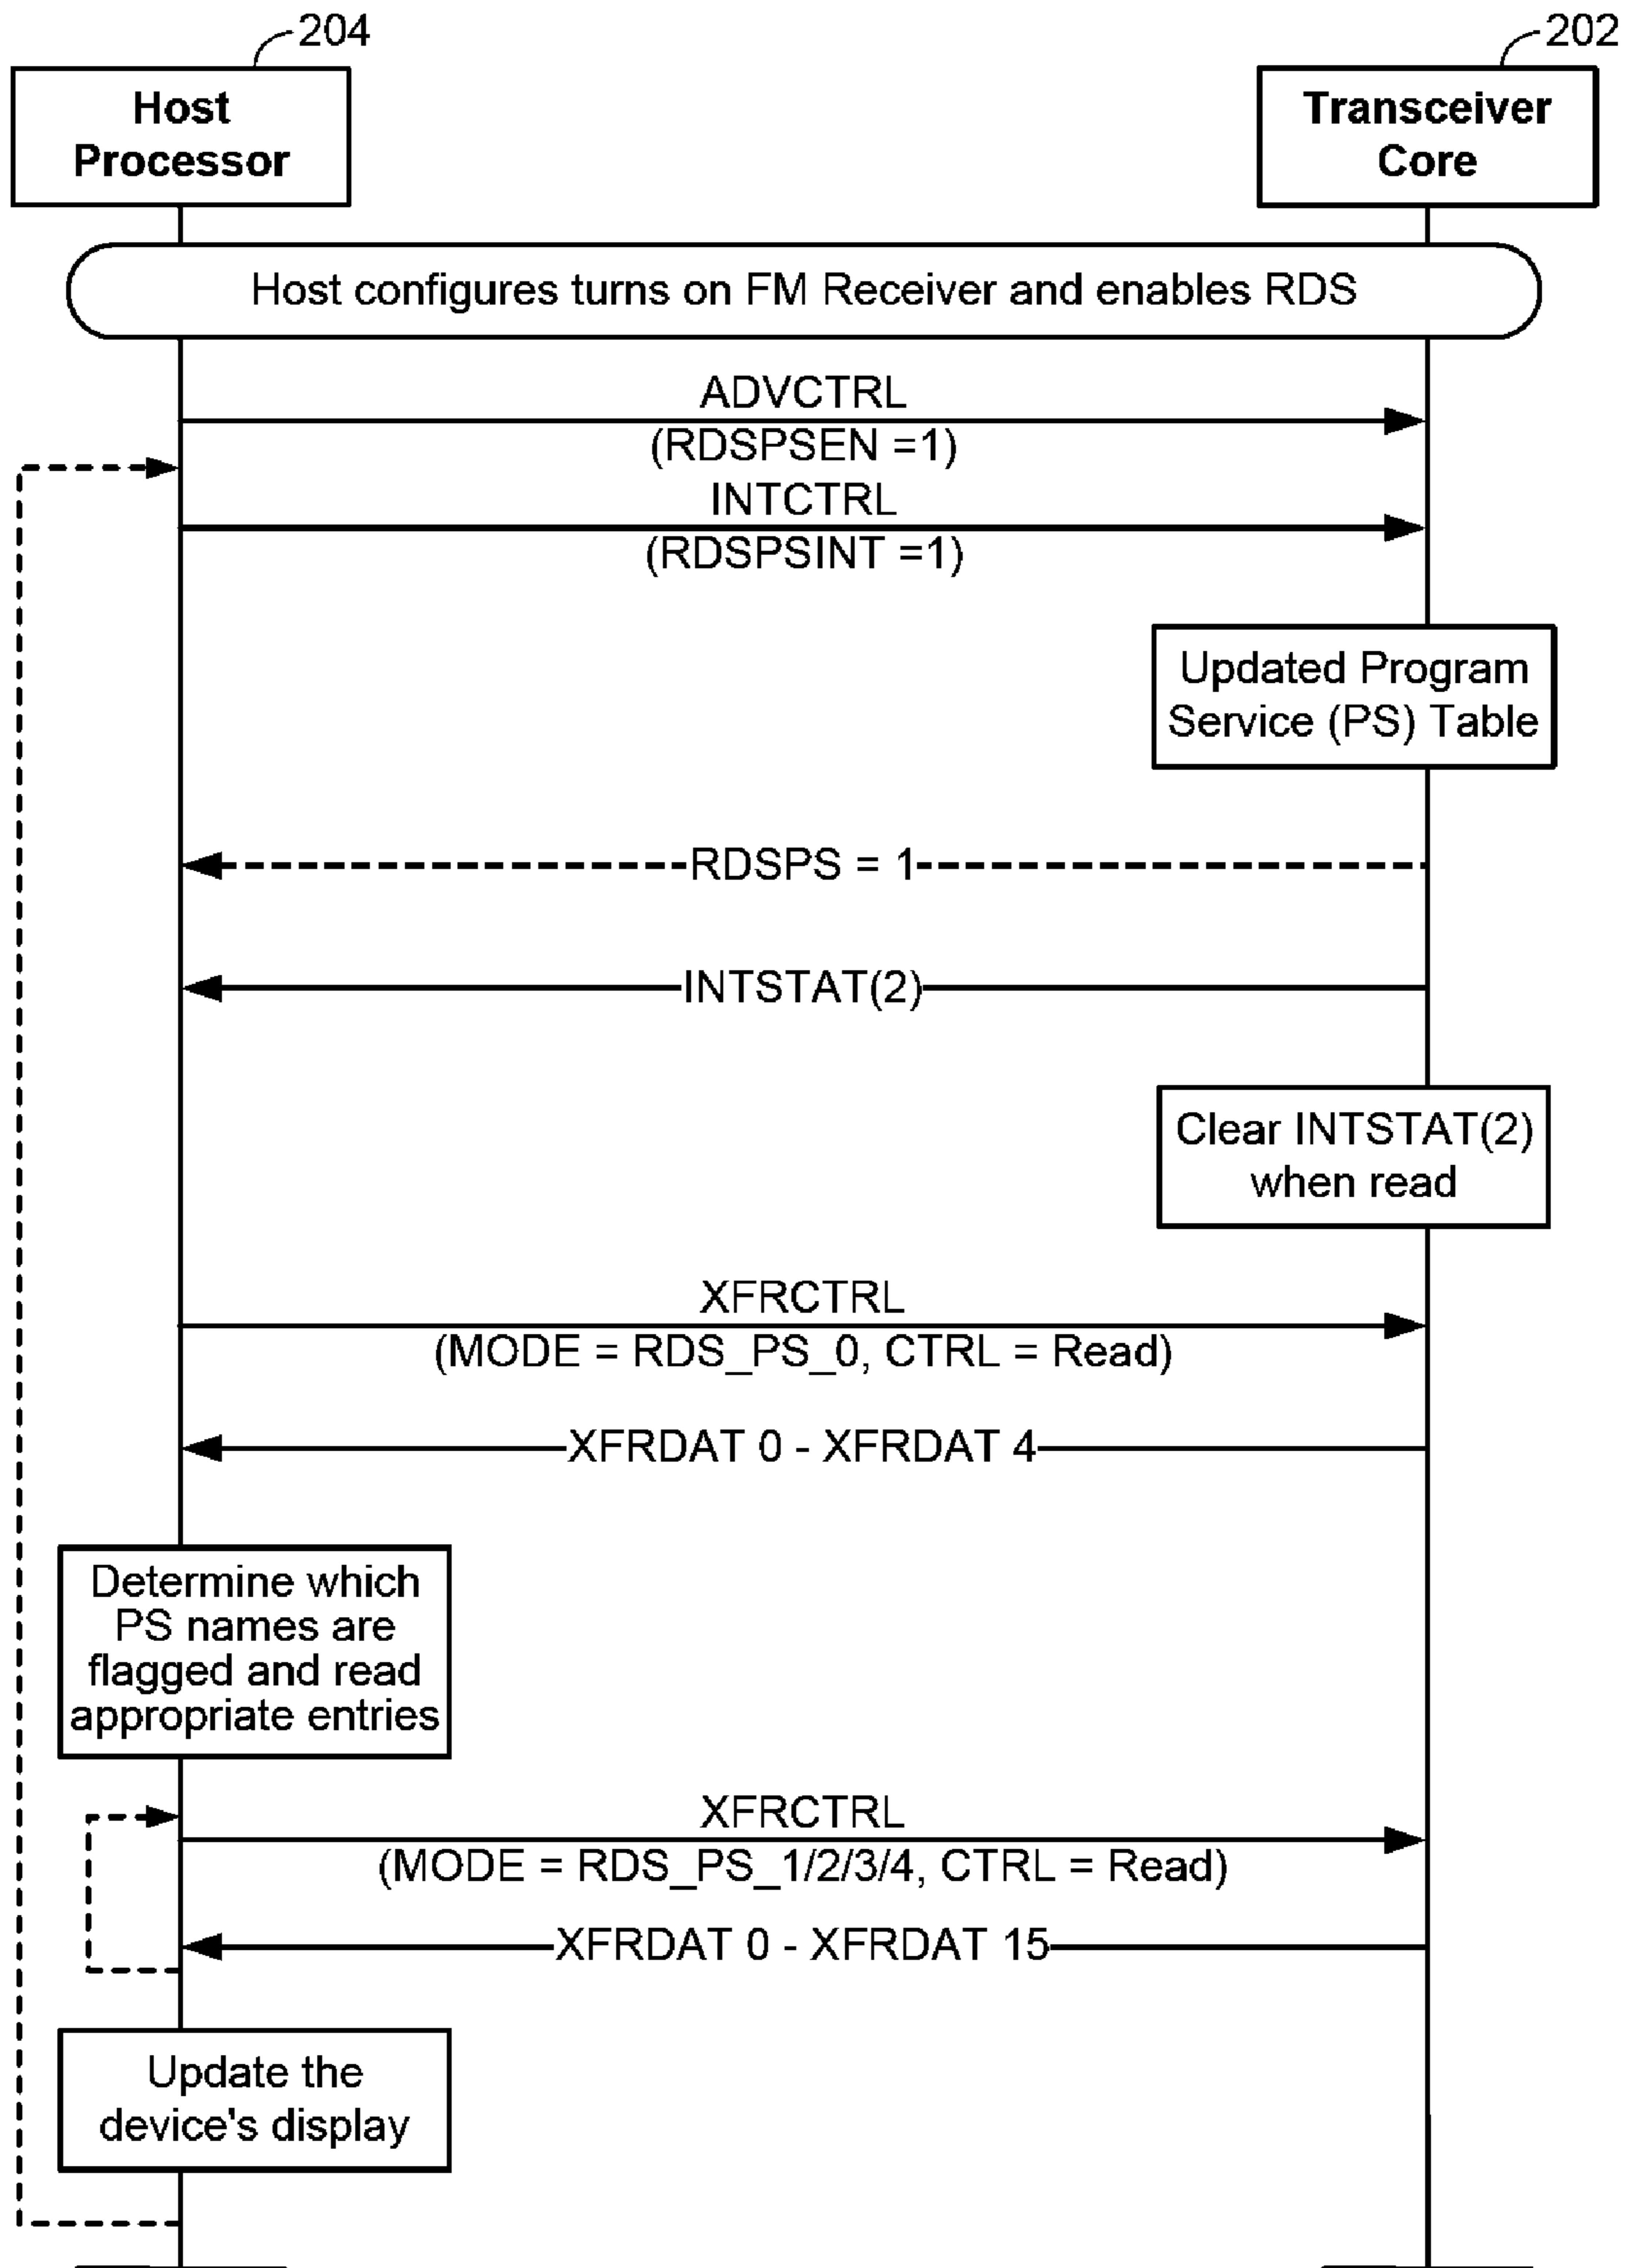 204
202
Host
Processor
Transceiver
Core
Host configures turns on FM Receiver and enables RDS
ADVCTRL
(RDSPSEN =1)
INTCTRL
(RDSPSINT =1)
Updated Program
Service (PS) Table
RDSPS = 1
INTSTAT(2)
Clear INTSTAT(2)
when read
XFRCTRL
(MODE = RDS_PS_0, CTRL = Read)
XFRDAT 0 - XFRDAT 4
Determine which
PS names are
flagged and read
appropriate entries
XFRCTRL
(MODE = RDS_PS_1/2/3/4, CTRL = Read)
XFRDAT 0 - XFRDAT 15
Update the
device's display